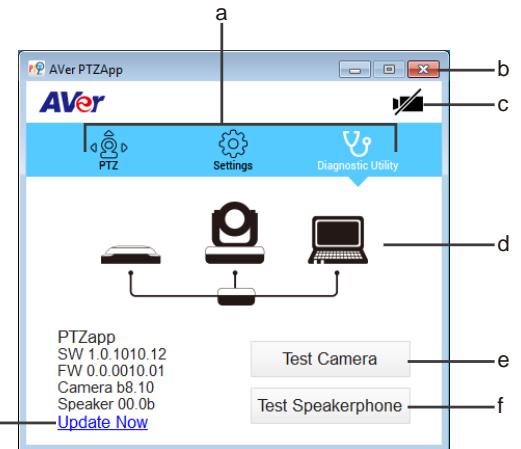 a
AVer PTZApp
b
AVer
c
PTZ
Settings
Diagnostic Utility
d
PTZapp
SW 1.0.1010.12
FW 0.0.0010.01
Camera b8.10
Speaker 00.0b
Update Now
Test Camera
e
Test Speakerphone
f